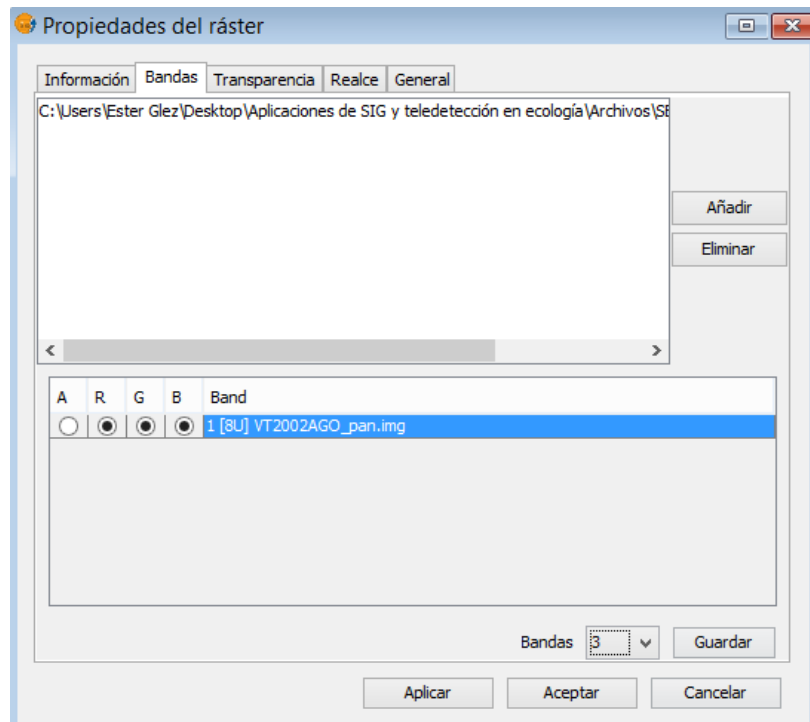 Propiedades del ráster
Información Bandas Transparencia Realce General
C:\Users\Ester Glez\Desktop\Aplicaciones de SIG y teledetección en ecología\Archivos\SE
Añadir
Eliminar
A R G B Band
1 [8U] VT2002AGO_pan.img
Bandas 3 Guardar
Aplicar Aceptar Cancelar